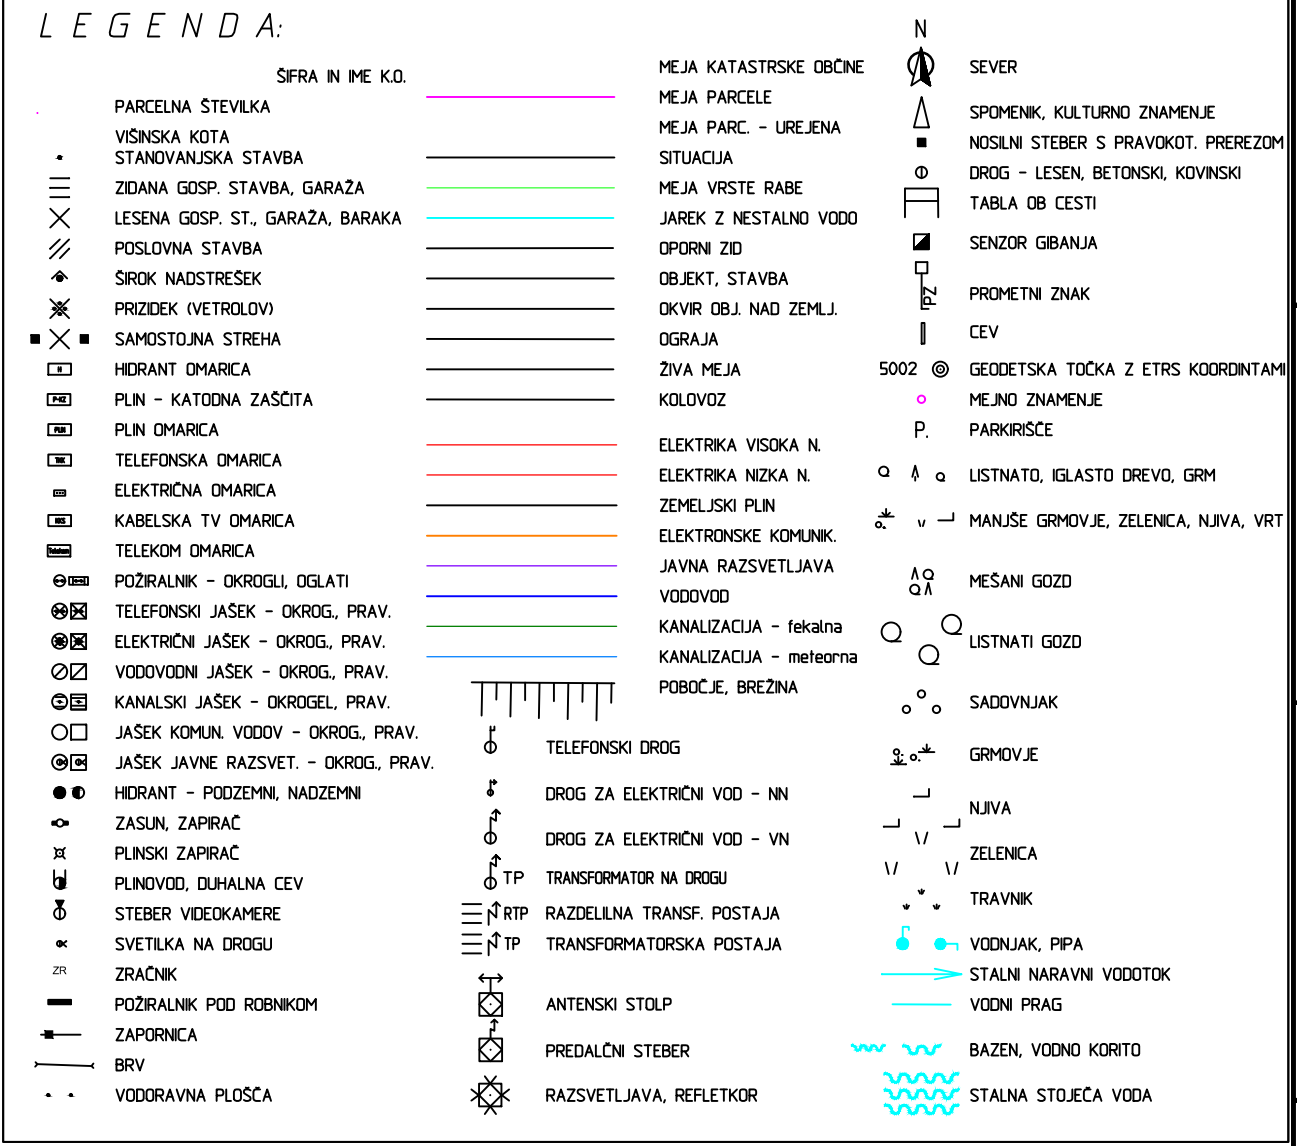 LEGENDA:
ŠIFRA IN IME K.O.
PARCELNA ŠTEVILKA
VIŠINSKA KOTA
STANOVANJSKA STAVBA
ZIDANA GOSP. STAVBA, GARAŽA
LESENA GOSP. ST., GARAŽA, BARAKA
POSLOVNA STAVBA
ŠIROK NADSTREŠEK
PRIZIDEK (VETROLOV)
SAMOSTOJNA STREHA
H HIDRANT OMARICA
P-KZ PLIN - KATODNA ZAŠČITA
PLIN PLIN OMARICA
TKK TELEFONSKA OMARICA
ELEKTRIČNA OMARICA
KKS KABELSKA TV OMARICA
Telekom TELEKOM OMARICA
POŽIRALNIK - OKROGLI, OGLATI
TELEFONSKI JAŠEK - OKROG., PRAV.
ELEKTRIČNI JAŠEK - OKROG., PRAV.
VODOVODNI JAŠEK - OKROG., PRAV.
KANALSKI JAŠEK - OKROGEL, PRAV.
JAŠEK KOMUN. VODOV - OKROG., PRAV.
JAŠEK JAVNE RAZSVET. - OKROG., PRAV.
HIDRANT - PODZEMNI, NADZEMNI
ZASUN, ZAPIRAČ
PLINSKI ZAPIRAČ
PLINOVOD, DUHALNA CEV
STEBER VIDEOKAMERE
SVETILKA NA DROGU
ZR ZRAČNIK
POŽIRALNIK POD ROBNIKOM
ZAPORNICA
BRV
VODORAVNA PLOŠČA
MEJA KATASTRSKE OBČINE
MEJA PARCELE
MEJA PARC. - UREJENA
SITUACIJA
MEJA VRSTE RABE
JAREK Z NESTALNO VODO
OPORNI ZID
OBJEKT, STAVBA
OKVIR OBJ. NAD ZEMLJ.
OGRAJA
ŽIVA MEJA
KOLOVOZ
ELEKTRIKA VISOKA N.
ELEKTRIKA NIZKA N.
ZEMELJSKI PLIN
ELEKTRONSKE KOMUNIK.
JAVNA RAZSVETLJAVA
VODOVOD
KANALIZACIJA - fekalna
KANALIZACIJA - meteorna
POBOČJE, BREŽINA
TELEFONSKI DROG
DROG ZA ELEKTRIČNI VOD - NN
DROG ZA ELEKTRIČNI VOD - VN
TP TRANSFORMATOR NA DROGU
RTP RAZDELILNA TRANSF. POSTAJA
TP TRANSFORMATORSKA POSTAJA
ANTENSKI STOLP
PREDALČNI STEBER
RAZSVETLJAVA, REFLETKOR
N
SEVER
SPOMENIK, KULTURNO ZNAMENJE
NOSILNI STEBER S PRAVOKOT. PREREZOM
DROG - LESEN, BETONSKI, KOVINSKI
TABLA OB CESTI
SENZOR GIBANJA
PZ PROMETNI ZNAK
CEV
5002 GEODETSKA TOČKA Z ETRS KOORDINTAMI
MEJNO ZNAMENJE
P. PARKIRIŠČE
LISTNATO, IGLASTO DREVO, GRM
MANJŠE GRMOVJE, ZELENICA, NJIVA, VRT
MEŠANI GOZD
LISTNATI GOZD
SADOVNJAK
GRMOVJE
NJIVA
ZELENICA
TRAVNIK
VODNJAK, PIPA
STALNI NARAVNI VODOTOK
VODNI PRAG
BAZEN, VODNO KORITO
STALNA STOJEČA VODA